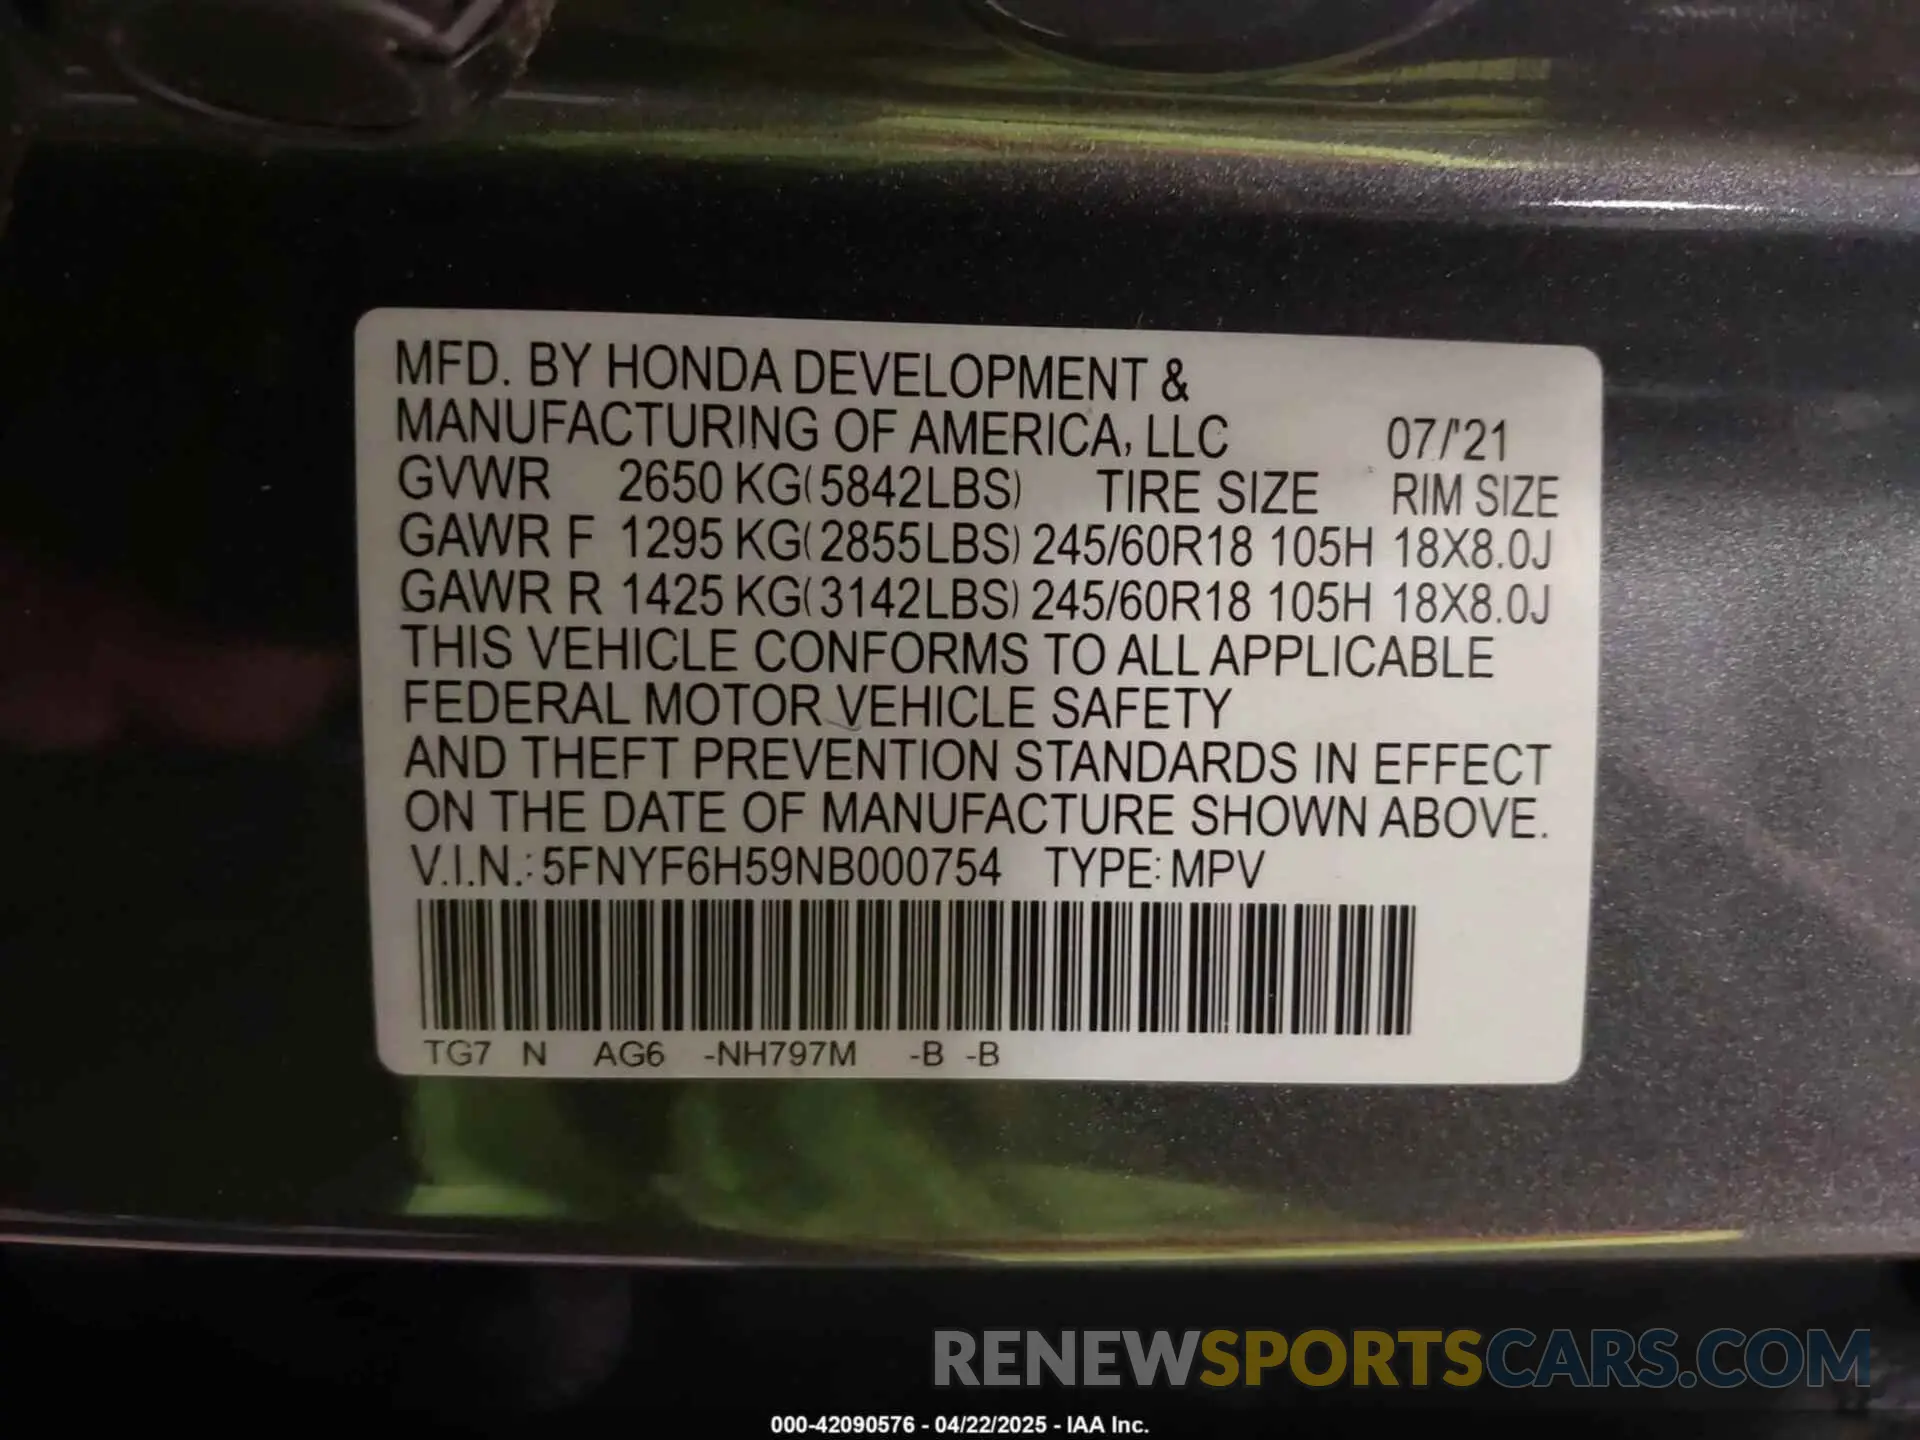 MFD. BY HONDA DEVELOPMENT &
MANUFACTURING OF AMERICA, LLC 07/'21
GVWR 2650 KG(5842LBS) TIRE SIZE RIM SIZE
GAWR F 1295 KG(2855LBS) 245/60R18 105H 18X8.0J
GAWR R 1425 KG(3142LBS) 245/60R18 105H 18X8.0J
THIS VEHICLE CONFORMS TO ALL APPLICABLE
FEDERAL MOTOR VEHICLE SAFETY
AND THEFT PREVENTION STANDARDS IN EFFECT
ON THE DATE OF MANUFACTURE SHOWN ABOVE.
V.I.N.: 5FNYF6H59NB000754 TYPE: MPV
TG7 N AG6 -NH797M -B -B
RENEWSPORTSCARS.COM
000-42090576 - 04/22/2025 - IAA Inc.